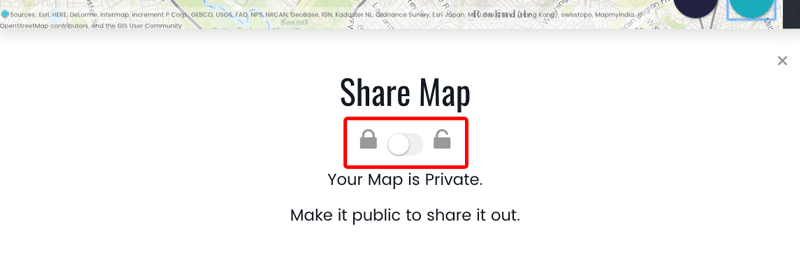 Sources: Esri, HERE, DeLorme, Intermap, increment P Corp., GEBCO, USGS, FAO, NPS, NRCAN, GeoBase, IGN, Kadaster NL, Ordnance Survey, Esri Japan, METI, Esri China (Hong Kong), swisstopo, MapmyIndia, ©
OpenStreetMap contributors, and the GIS User Community
Roslindale
×
Share Map
Your Map is Private.
Make it public to share it out.